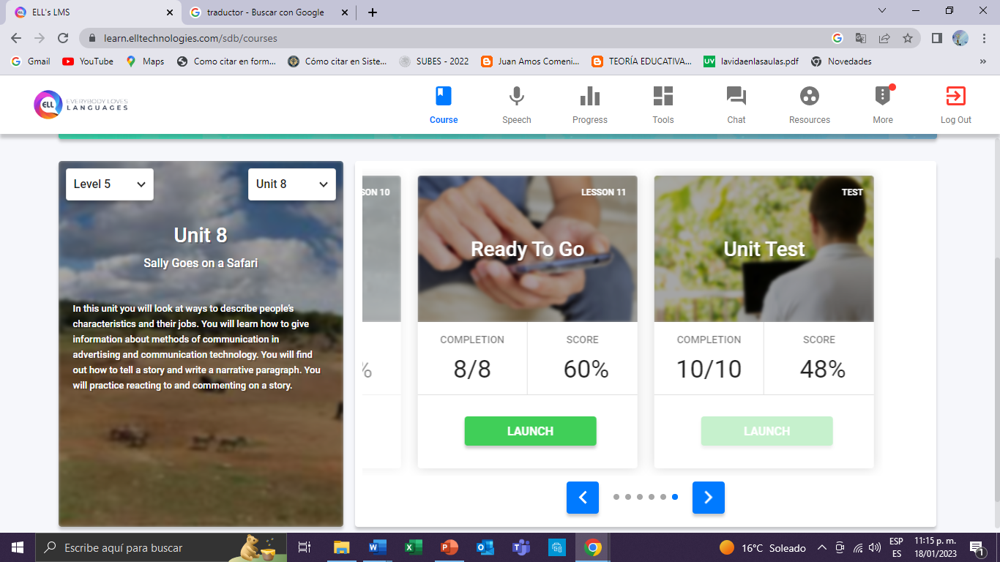 ELL's LMS
traductor - Buscar con Google
learn.elltechnologies.com/sdb/courses
Gmail
YouTube
Maps
Como citar en form...
Cómo citar en Siste...
SUBES - 2022
Juan Amos Comeni...
TEORÍA EDUCATIVA...
UV
lavidaenlasaulas.pdf
Novedades
ELL
EVERYBODY LOVES
LANGUAGES
Course
Speech
Progress
Tools
Chat
Resources
More
Log Out
Level 5
Unit 8
Unit 8
Sally Goes on a Safari
In this unit you will look at ways to describe people's
characteristics and their jobs. You will learn how to give
information about methods of communication in
advertising and communication technology. You will find
out how to tell a story and write a narrative paragraph. You
will practice reacting to and commenting on a story.
SON 10
%
LESSON 11
Ready To Go
COMPLETION
SCORE
8/8
60%
LAUNCH
TEST
Unit Test
COMPLETION
SCORE
10/10
48%
LAUNCH
Escribe aquí para buscar
16°C Soleado
ESP
ES
11:15 p. m.
18/01/2023
1